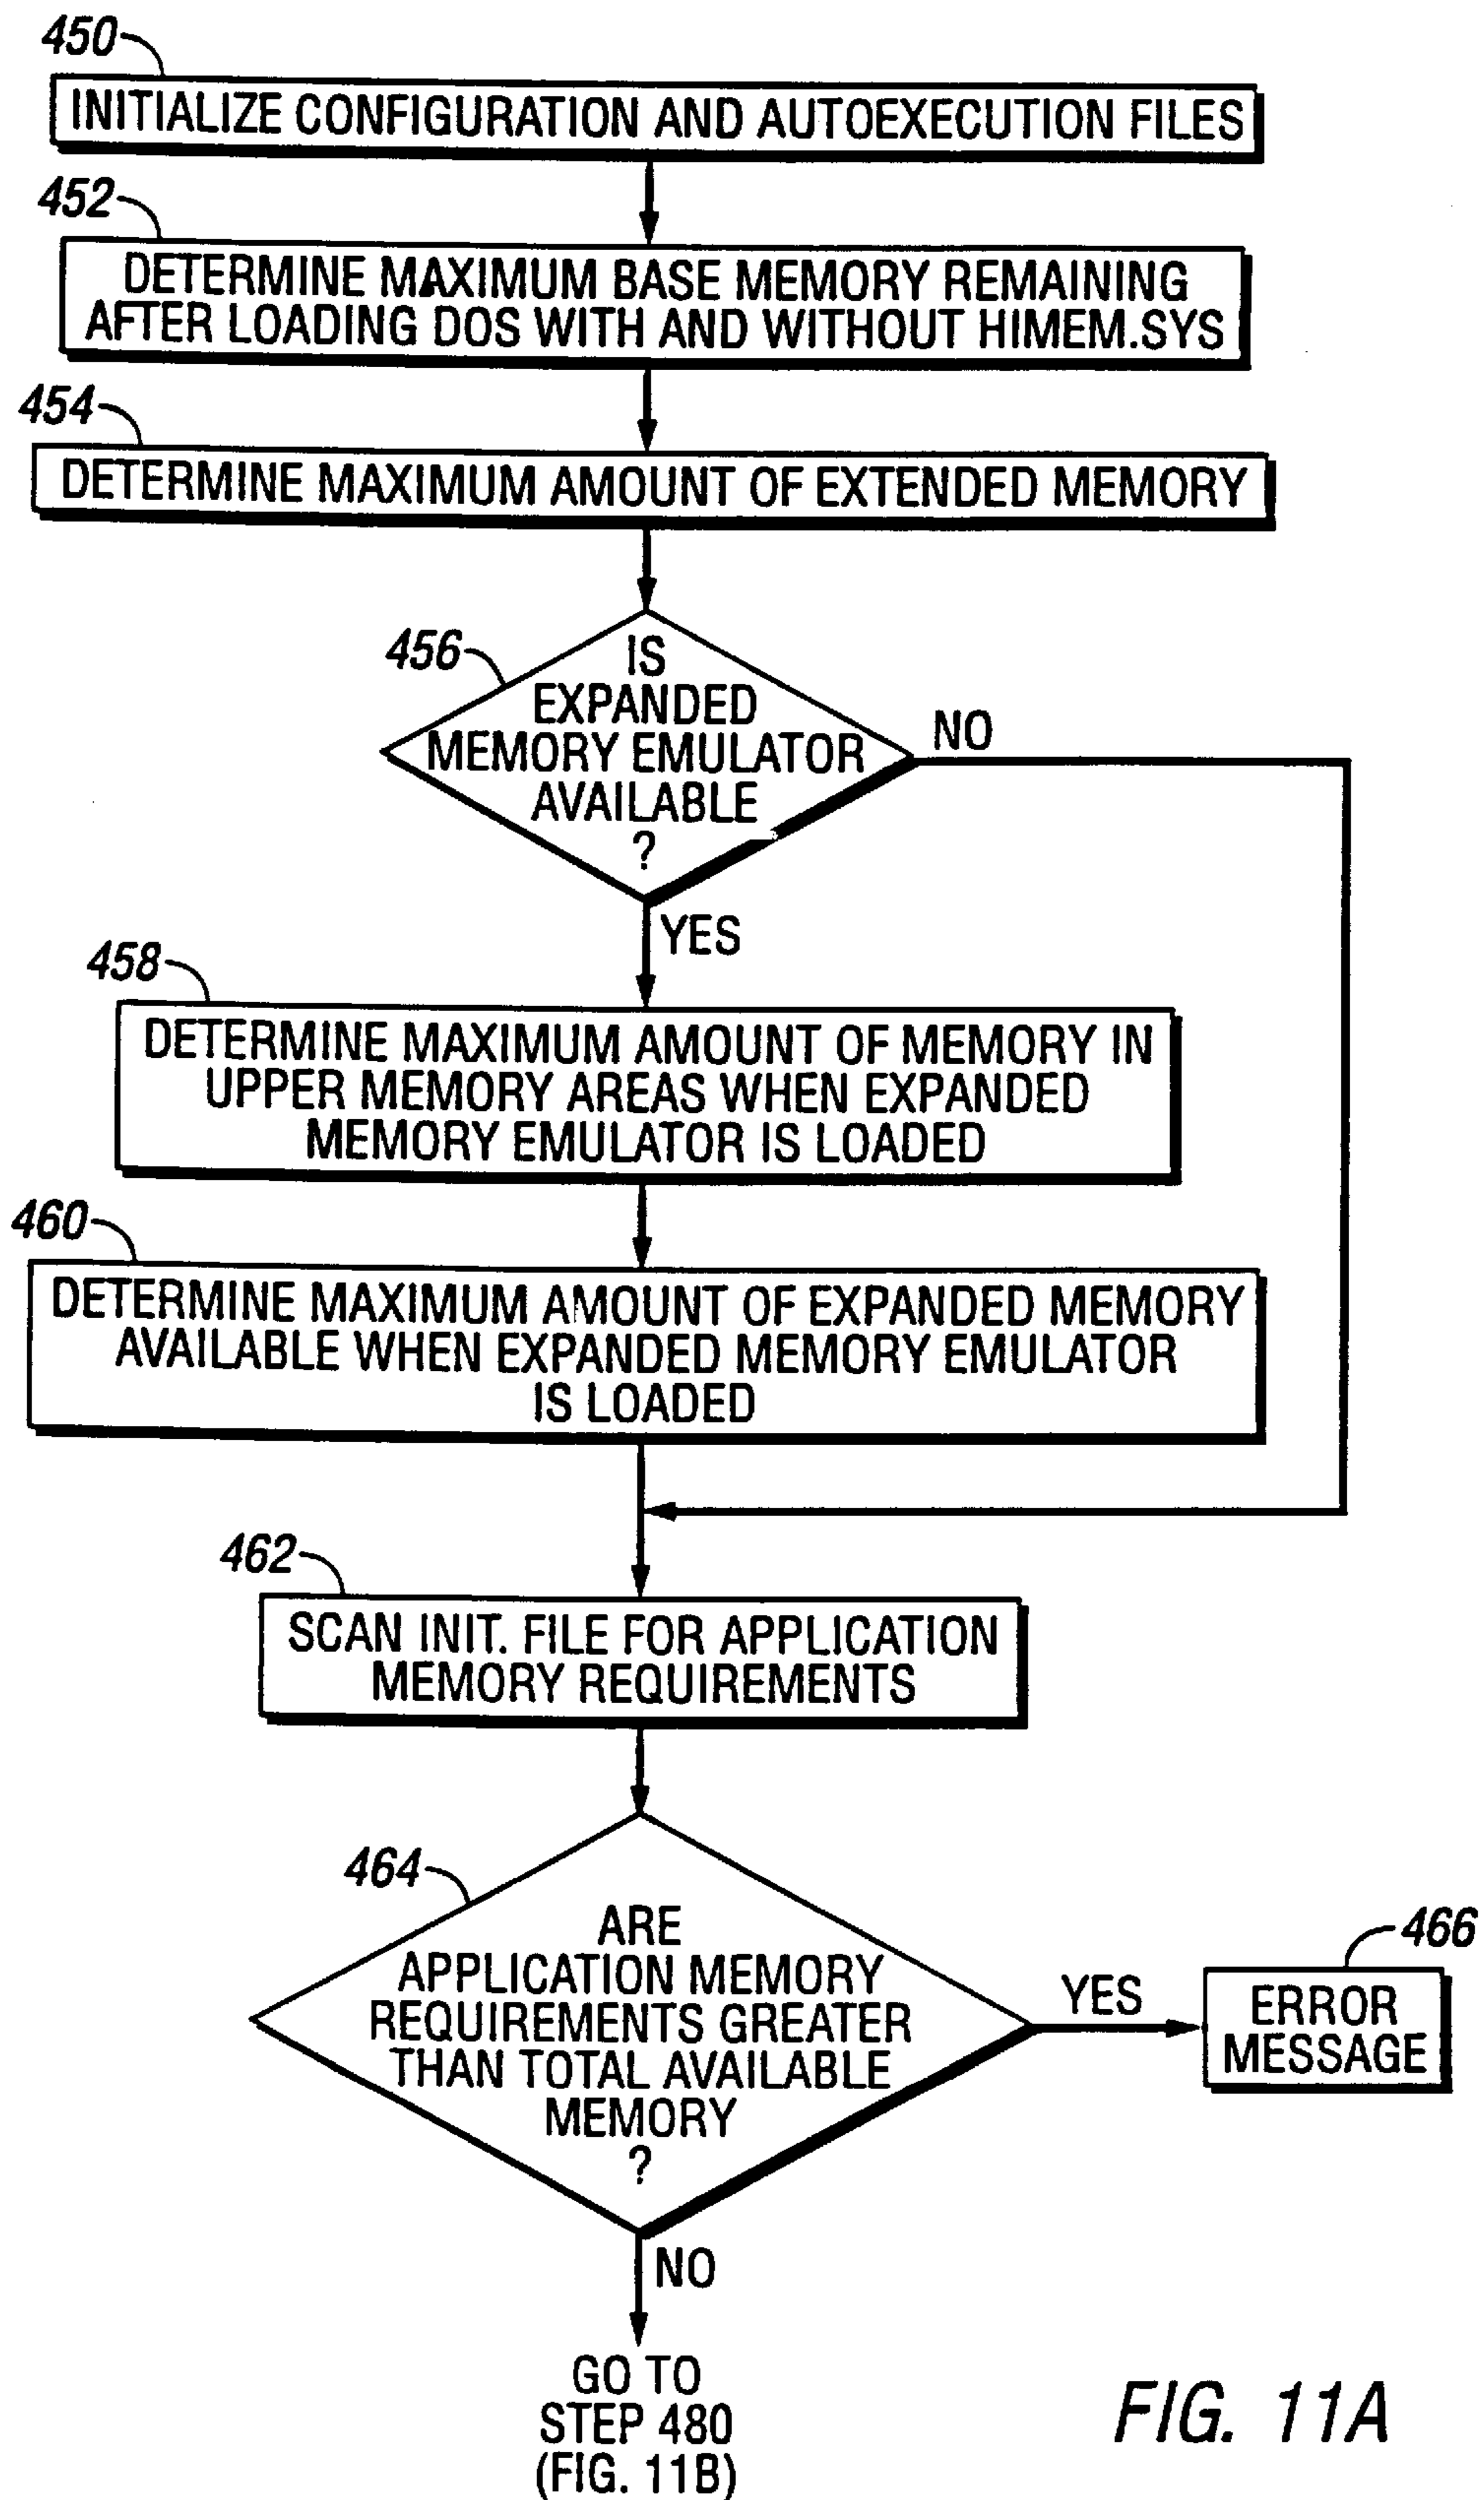 450
INITIALIZE CONFIGURATION AND AUTOEXECUTION FILES
452
DETERMINE MAXIMUM BASE MEMORY REMAINING
AFTER LOADING DOS WITH AND WITHOUT HIMEM.SYS
454
DETERMINE MAXIMUM AMOUNT OF EXTENDED MEMORY
456
IS
EXPANDED
MEMORY EMULATOR
AVAILABLE
?
NO
YES
458
DETERMINE MAXIMUM AMOUNT OF MEMORY IN
UPPER MEMORY AREAS WHEN EXPANDED
MEMORY EMULATOR IS LOADED
460
DETERMINE MAXIMUM AMOUNT OF EXPANDED MEMORY
AVAILABLE WHEN EXPANDED MEMORY EMULATOR
IS LOADED
462
SCAN INIT. FILE FOR APPLICATION
MEMORY REQUIREMENTS
464
ARE
APPLICATION MEMORY
REQUIREMENTS GREATER
THAN TOTAL AVAILABLE
MEMORY
?
YES
466
ERROR
MESSAGE
NO
GO TO
STEP 480
(FIG. 11B)
FIG. 11A